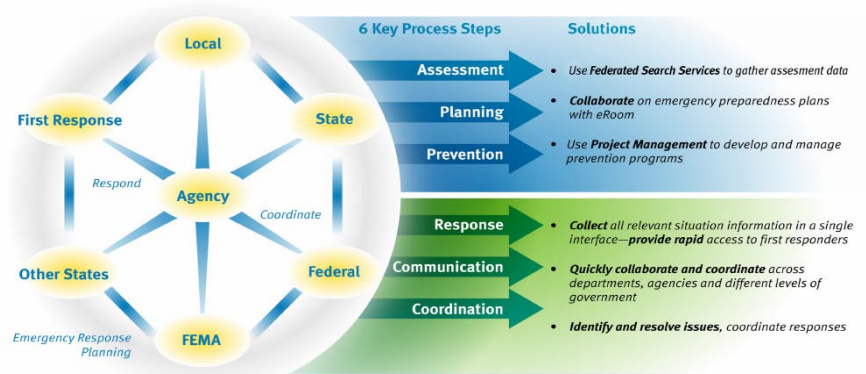 Local
First Response
State
Respond
Agency
Coordinate
Other States
Federal
Emergency Response
Planning
FEMA
6 Key Process Steps
Assessment
Planning
Prevention
Response
Communication
Coordination
Solutions
• Use Federated Search Services to gather assesment data
• Collaborate on emergency preparedness plans
with eRoom
• Use Project Management to develop and manage
prevention programs
• Collect all relevant situation information in a single
interface—provide rapid access to first responders
• Quickly collaborate and coordinate across
departments, agencies and different levels of
government
• Identify and resolve issues, coordinate responses